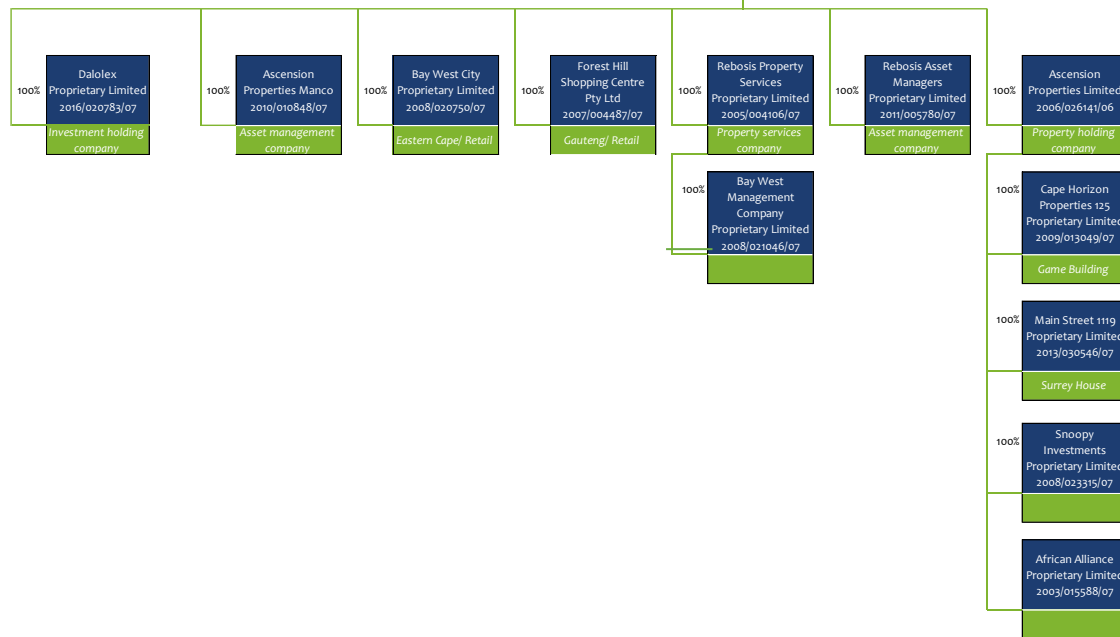 100%
Dalolex
Proprietary Limited
2016/020783/07
Investment holding
company
100%
Ascension
Properties Manco
2010/010848/07
Asset management
company
100%
Bay West City
Proprietary Limited
2008/020750/07
Eastern Cape/ Retail
100%
Forest Hill
Shopping Centre
Pty Ltd
2007/004487/07
Gauteng/ Retail
100%
Rebosis Property
Services
Proprietary Limited
2005/004106/07
Property services
company
100%
Rebosis Asset
Managers
Proprietary Limited
2011/005780/07
Asset management
company
100%
Ascension
Properties Limited
2006/026141/06
Property holding
company
100%
Bay West
Management
Company
Proprietary Limited
2008/021046/07
100%
Cape Horizon
Properties 125
Proprietary Limited
2009/013049/07
Game Building
100%
Main Street 1119
Proprietary Limited
2013/030546/07
Surrey House
100%
Snoopy
Investments
Proprietary Limited
2008/023315/07
African Alliance
Proprietary Limited
2003/015588/07